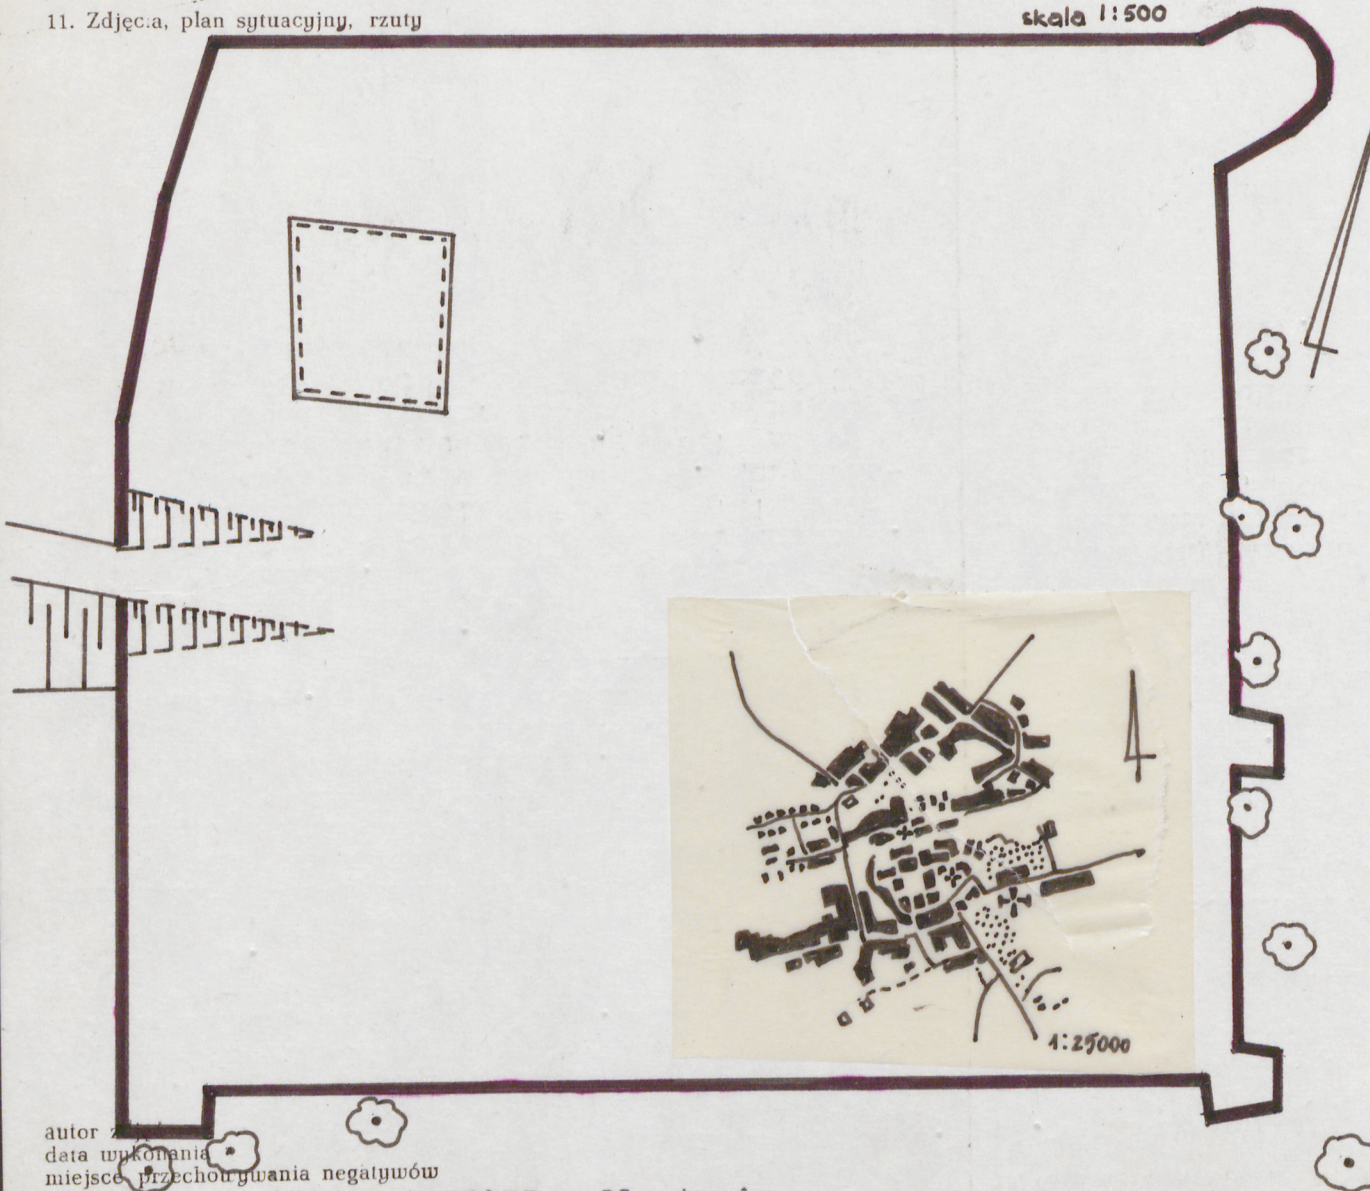 11. Zdjęcia, plan sytuacyjny, rzuty
skala 1:500
1:25000
autor
data wykonania
miejsce przechowywania negatywów